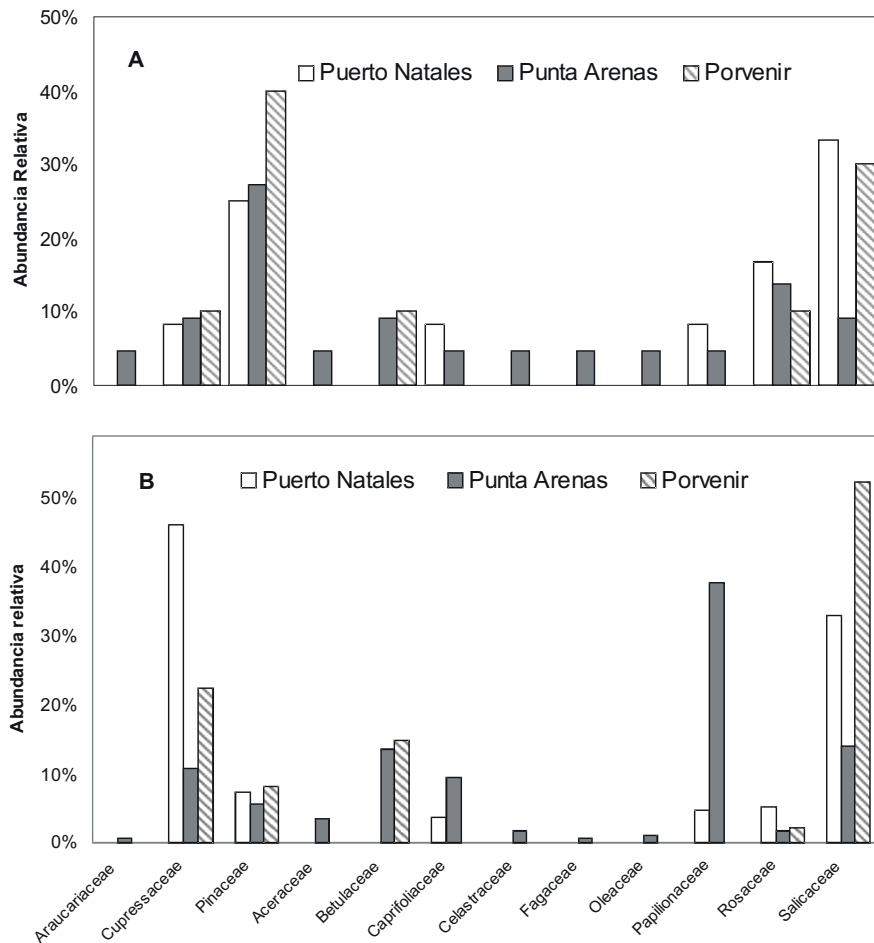 50%
A
Puerto Natales Punta Arenas Porvenir
40%
30%
20%
10%
0%
Abundancia Relativa
B
Puerto Natales Punta Arenas Porvenir
50%
40%
30%
20%
10%
0%
Abundancia relativa
Araucariaceae
Cupressaceae
Pinaceae
Aceraceae
Betulaceae
Caprifoliaceae
Celastraceae
Fagaceae
Oleaceae
Papilionaceae
Rosaceae
Salicaceae